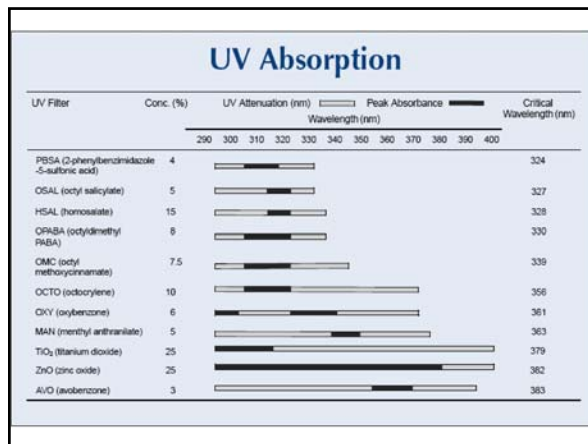 UV Absorption
UV Filter Conc. (%) UV Attenuation (nm) Peak Absorbance Critical
Wavelength (nm) Wavelength (nm)
290 300 310 320 330 340 350 360 370 380 390 400
PBSA (2-phenylbenzimidazole 4 324
-5-sulfonic acid)
OSAL (octyl salicylate) 5 327
HSAL (homosalate) 15 328
OPABA (octyldimethyl 8 330
PABA)
OMC (octyl 7.5 339
methoxycinnamate)
OCTO (octocrylene) 10 356
OXY (oxybenzone) 6 361
MAN (menthyl anthranilate) 5 363
TiO₂ (titanium dioxide) 25 379
ZnO (zinc oxide) 25 382
AVO (avobenzone) 3 383